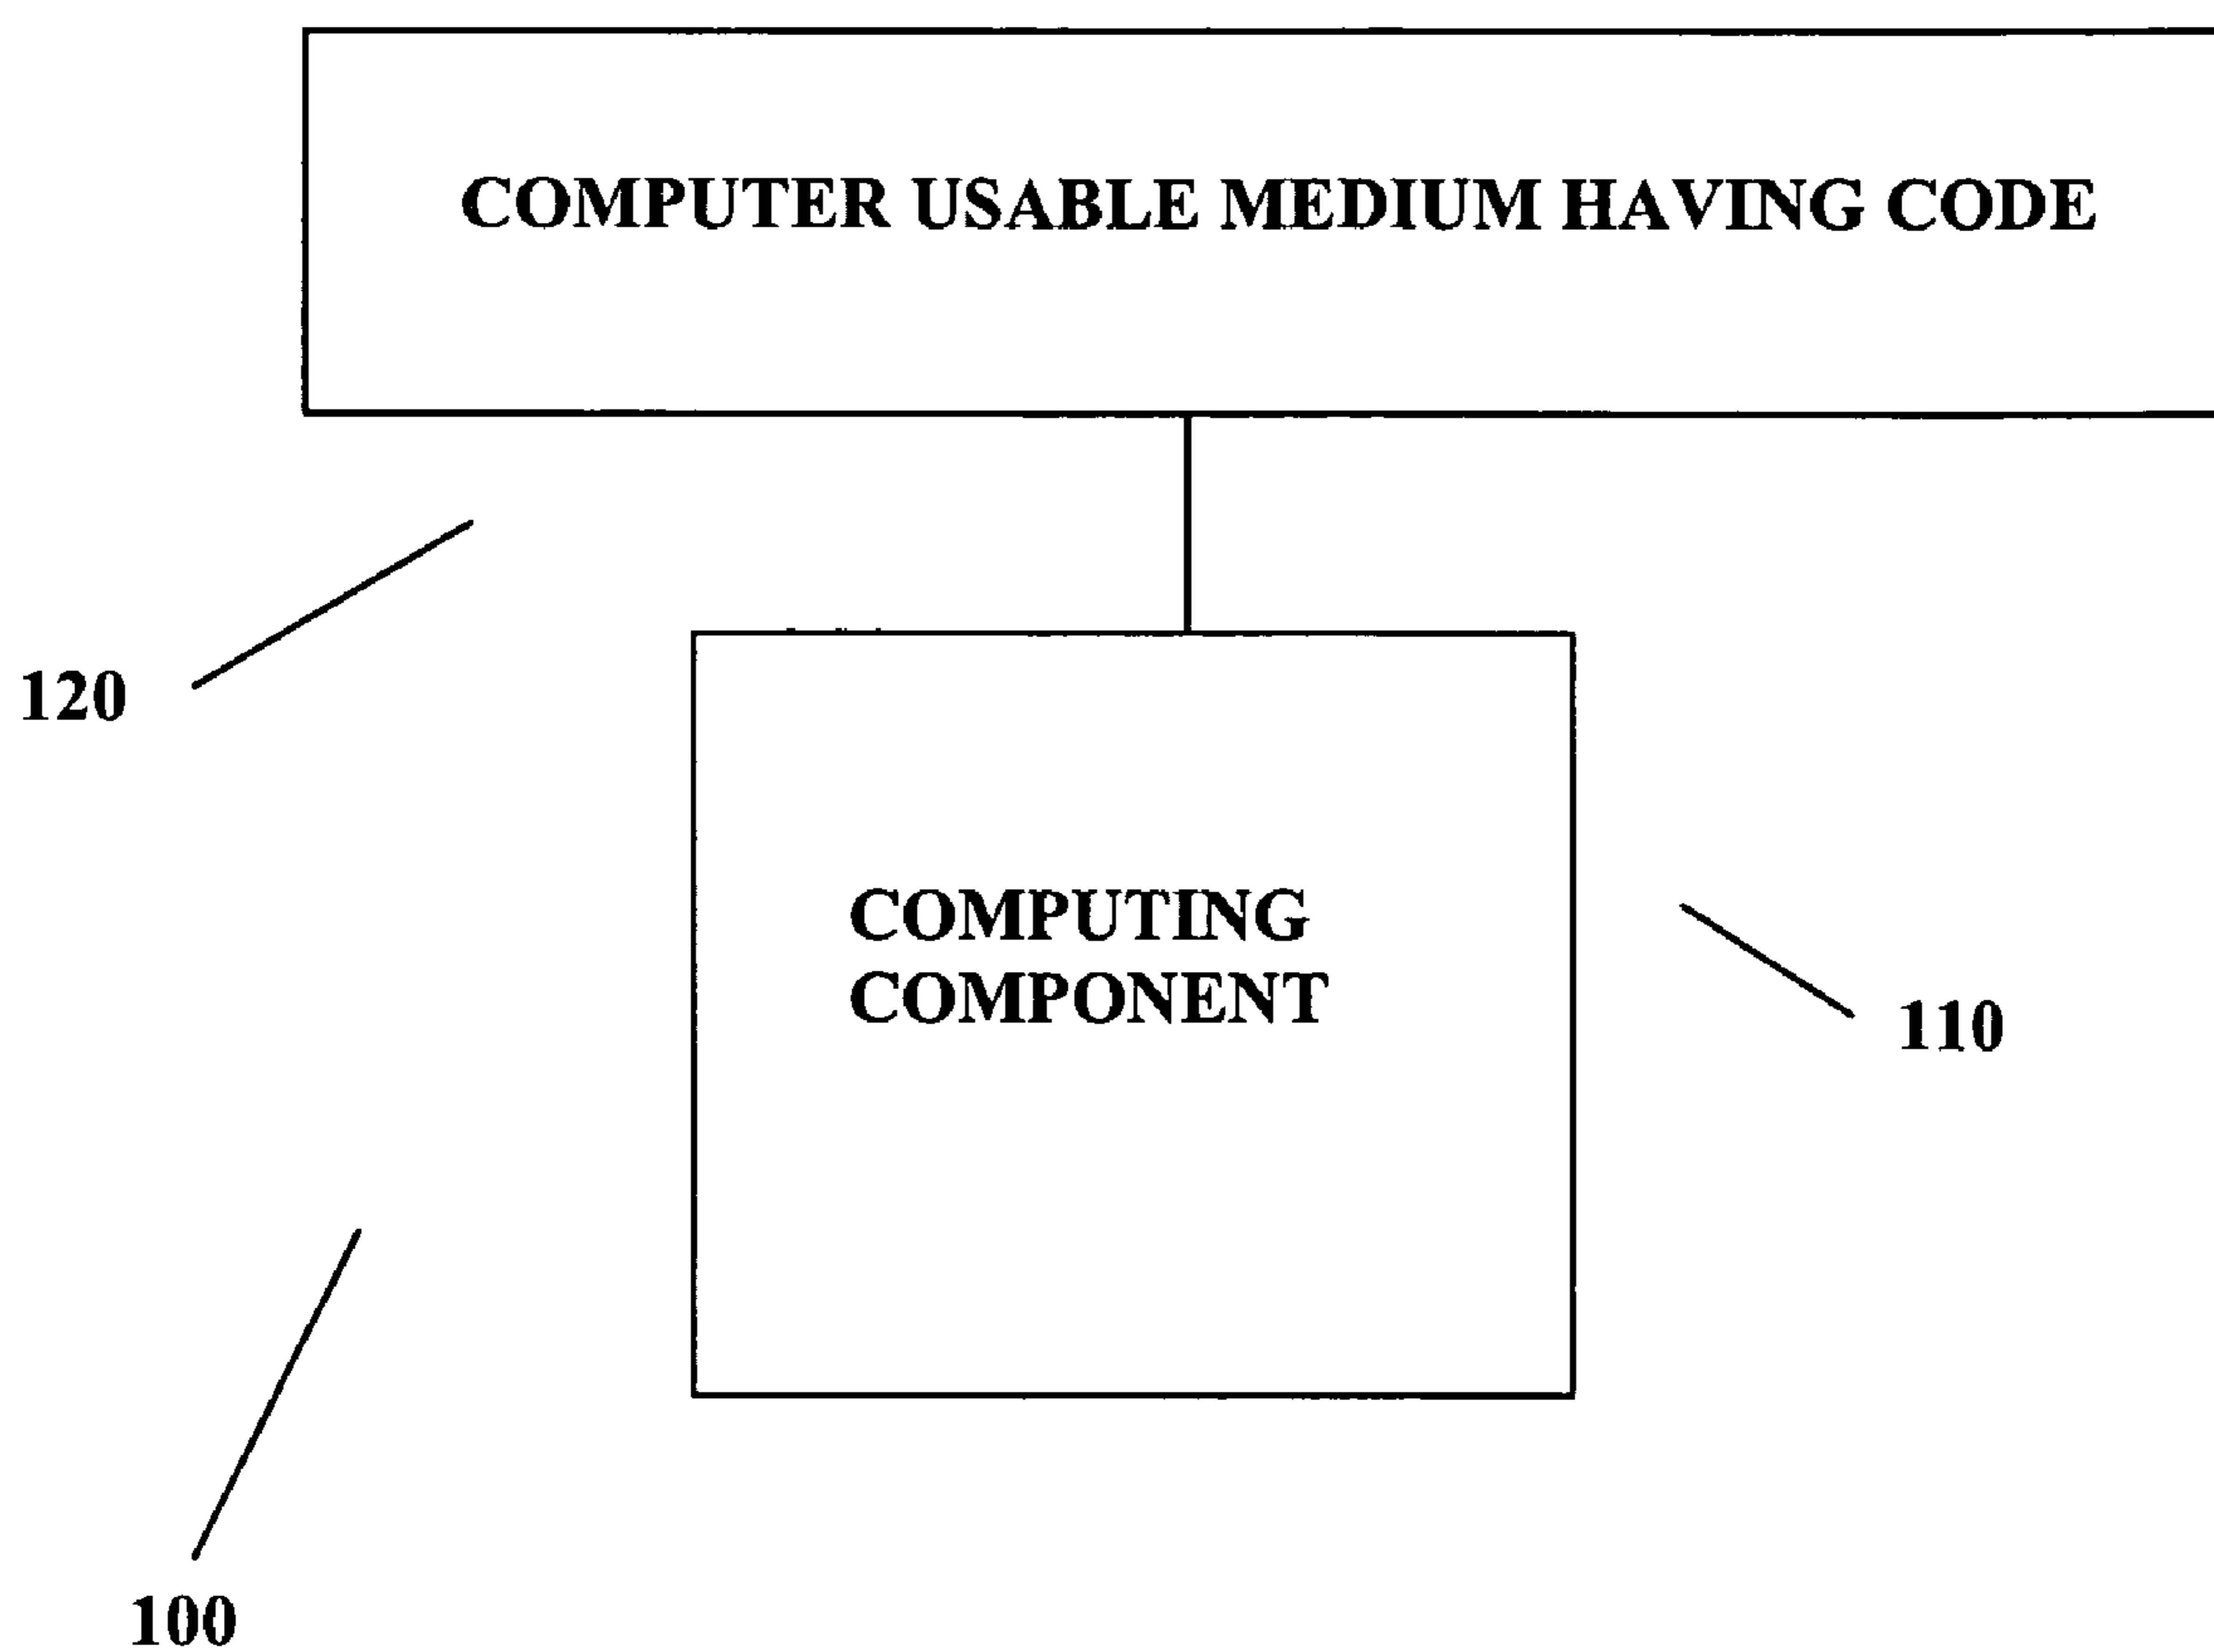 COMPUTER USABLE MEDIUM HAVING CODE
120
COMPUTING
COMPONENT
110
100